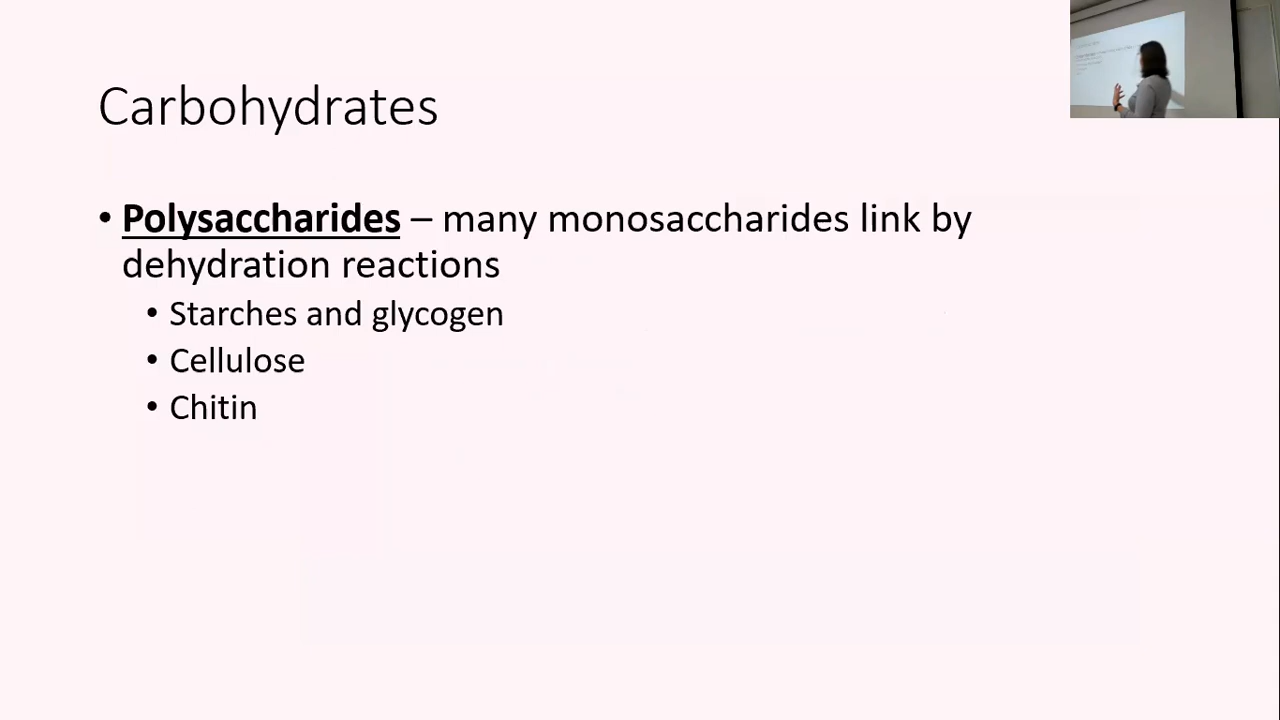 Carbohydrates
• Polysaccharides – many monosaccharides link by
dehydration reactions
• Starches and glycogen
• Cellulose
• Chitin